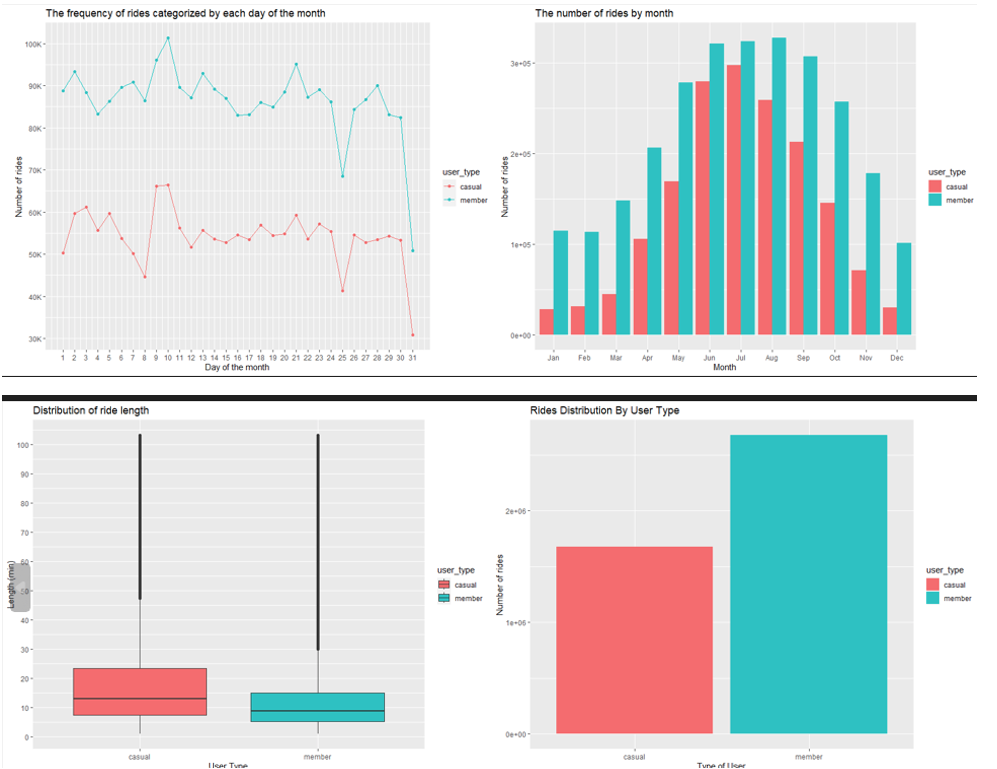 The frequency of rides categorized by each day of the month
100K
90K
80K
70K
60K
50K
40K
30K
Number of rides
1 2 3 4 5 6 7 8 9 10 11 12 13 14 15 16 17 18 19 20 21 22 23 24 25 26 27 28 29 30 31
Day of the month
user_type
casual
member
The number of rides by month
3e+05
2e+05
1e+05
0e+00
Number of rides
Jan Feb Mar Apr May Jun Jul Aug Sep Oct Nov Dec
Month
user_type
casual
member
Distribution of ride length
100
90
80
70
60
50
40
30
20
10
0
Length (min)
casual member
User Type
user_type
casual
member
Rides Distribution By User Type
2e+06
1e+06
0e+00
Number of rides
casual member
Type of User
user_type
casual
member